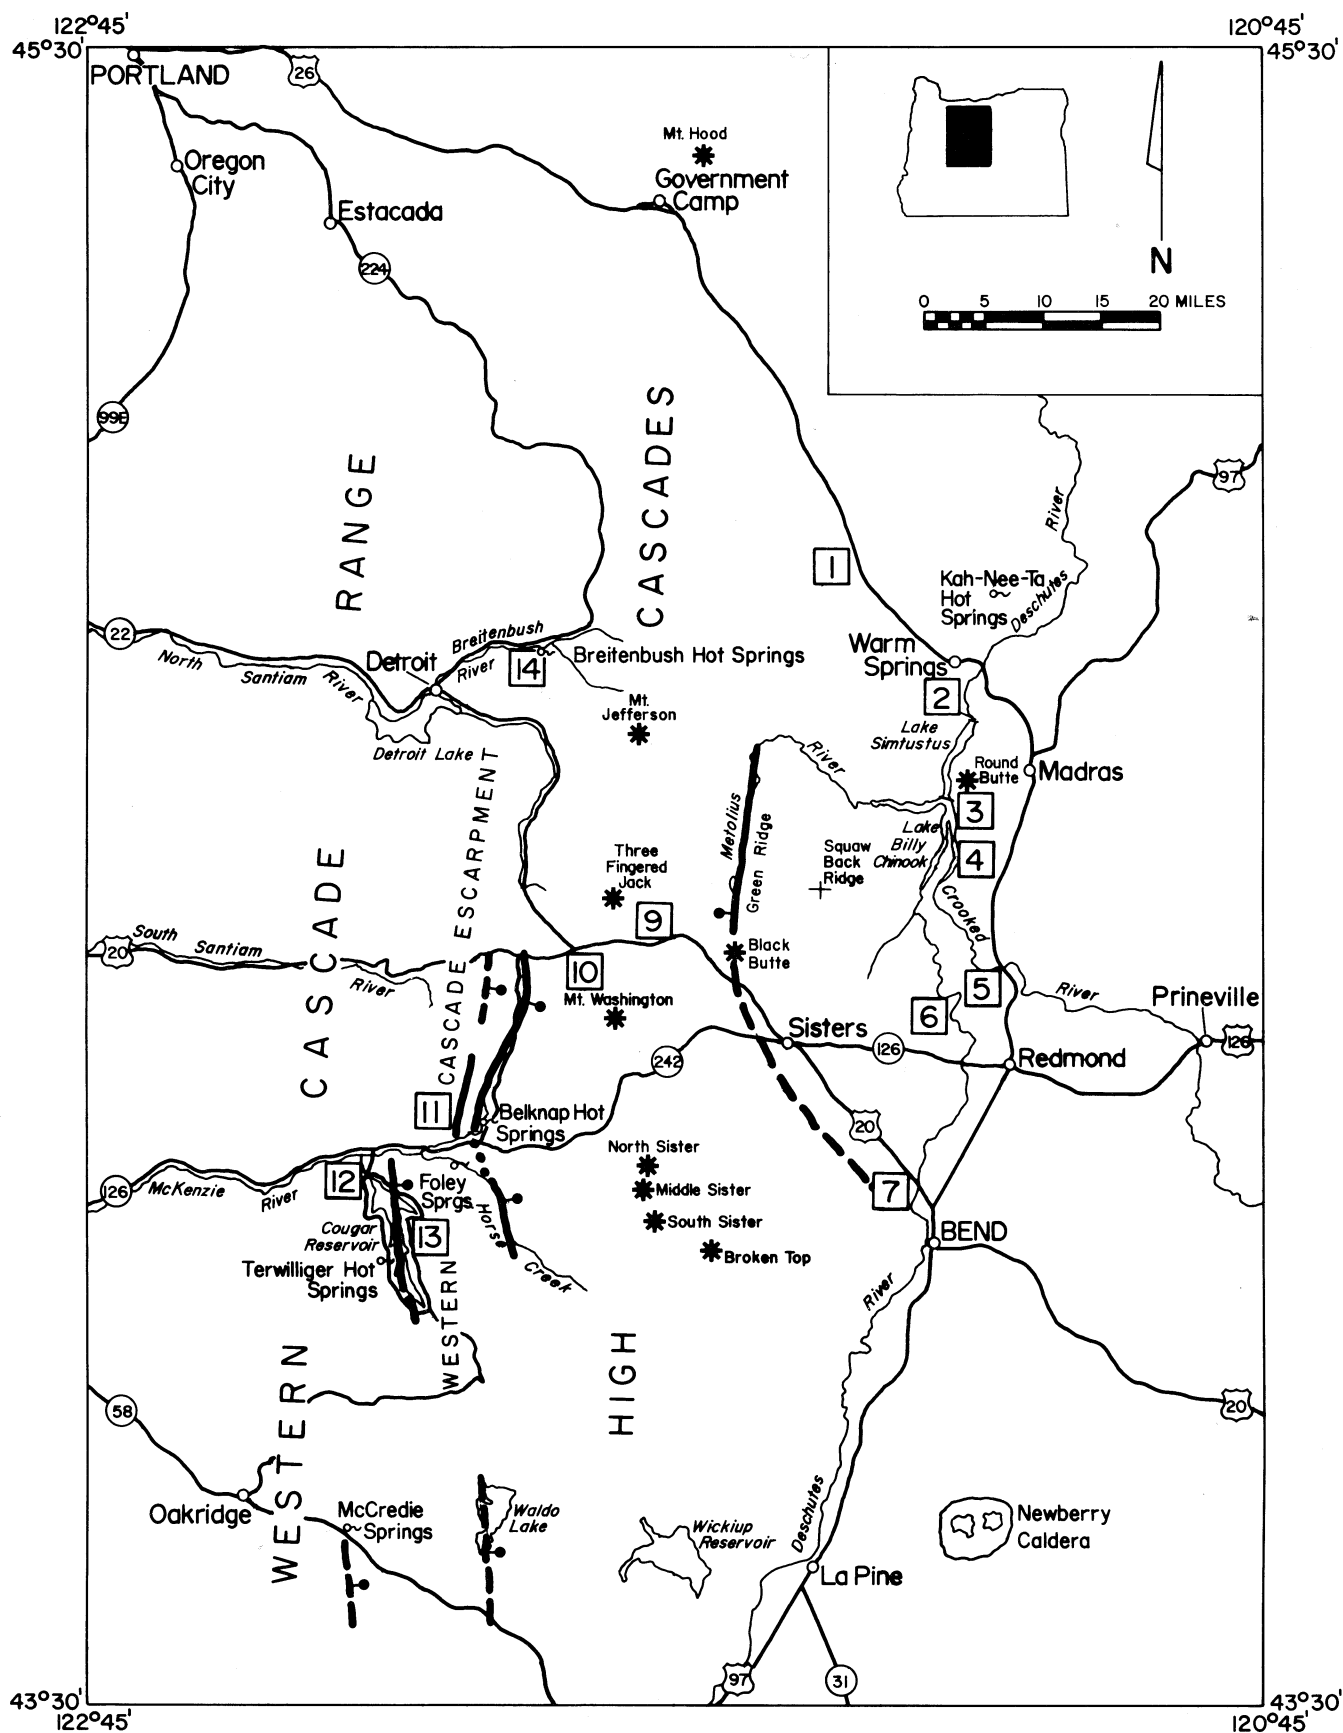 122°45'
120°45'
45°30'
45°30'
PORTLAND
26
Mt. Hood
Oregon
City
Government
Camp
Estacada
224
N
0 5 10 15 20 MILES
99E
97
RANGE
CASCADES
River
1
Kah-Nee-Ta
Hot
Springs
Deschutes
22
North
Santiam
River
Detroit
Breitenbush
River
14
Breitenbush Hot Springs
Warm
Springs
2
Mt.
Jefferson
Lake
Simtustus
Detroit Lake
River
Round
Butte
Madras
3
Metolius
Green Ridge
Squaw
Back
Ridge
Lake
Billy
Chinook
4
Crooked
Three
Fingered
Jack
CASCADE
CASCADE ESCARPMENT
9
South
Santiam
River
20
Black
Butte
10
5
River
Mt. Washington
6
Prineville
Sisters
126
126
242
Redmond
11
Belknap Hot
Springs
20
North Sister
Middle Sister
South Sister
Broken Top
12
126
McKenzie
River
Foley
Sprgs.
Horse
Creek
7
Cougar
Reservoir
13
BEND
Terwilliger Hot
Springs
River
WESTERN
WESTERN
HIGH
58
20
Oakridge
McCredie
Springs
Waldo
Lake
Wickiup
Reservoir
Deschutes
Newberry
Caldera
La Pine
97
31
43°30'
43°30'
122°45'
120°45'